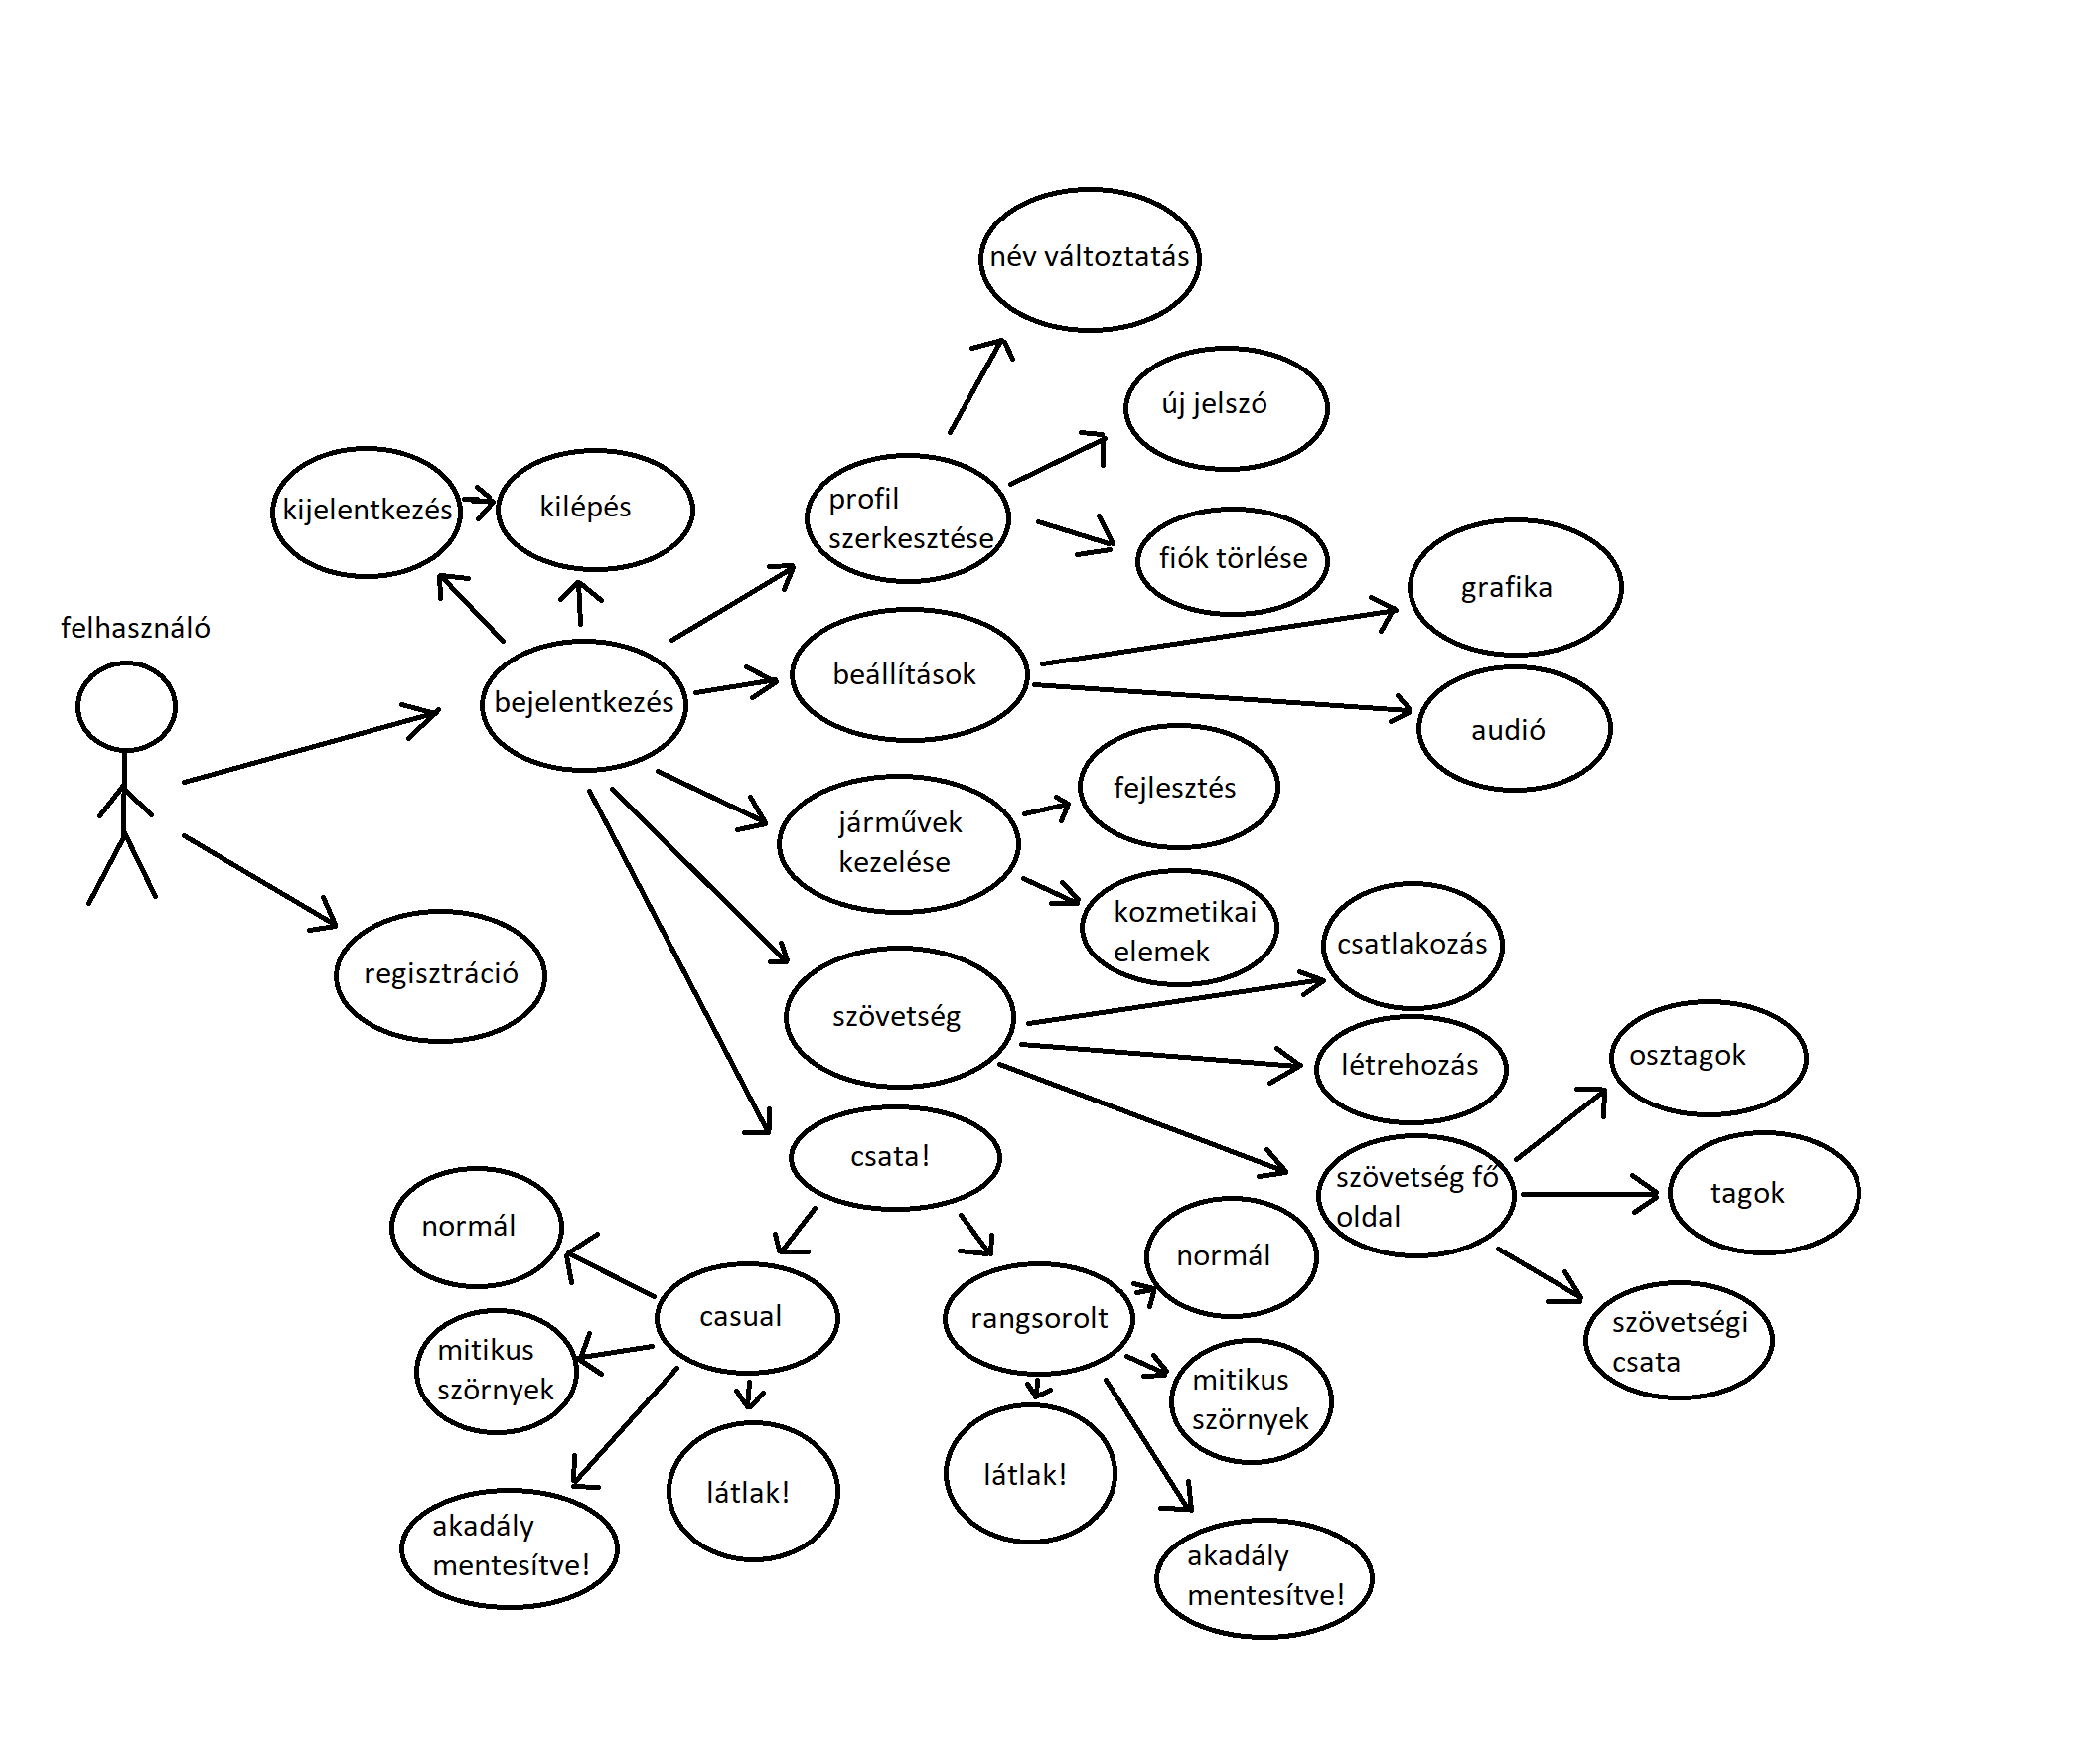 név változtatás
új jelszó
profil
szerkesztése
kijelentkezés
kilépés
fiók törlése
grafika
felhasználó
beállítások
bejelentkezés
audió
fejlesztés
járművek
kezelése
kozmetikai
elemek
csatlakozás
regisztráció
szövetség
osztagok
létrehozás
csata!
szövetség fő
oldal
tagok
normál
normál
casual
rangsorolt
szövetségi
csata
mitikus
szörnyek
mitikus
szörnyek
látlak!
látlak!
akadály
mentesítve!
akadály
mentesítve!